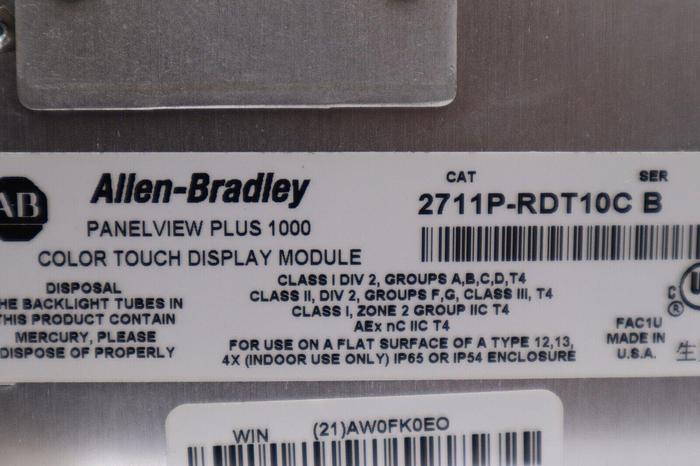 AB
Allen-Bradley
PANELVIEW PLUS 1000
COLOR TOUCH DISPLAY MODULE
CAT SER
2711P-RDT10C B
DISPOSAL
HE BACKLIGHT TUBES IN
THIS PRODUCT CONTAIN
MERCURY, PLEASE
DISPOSE OF PROPERLY
CLASS I DIV 2, GROUPS A,B,C,D,T4
CLASS II, DIV 2, GROUPS F,G, CLASS III, T4
CLASS I, ZONE 2 GROUP IIC T4
AEx nC IIC T4
FOR USE ON A FLAT SURFACE OF A TYPE 12,13,
4X (INDOOR USE ONLY) IP65 OR IP54 ENCLOSURE
C
®
FAC1U
MADE IN
U.S.A.
生
WIN (21)AW0FK0EO